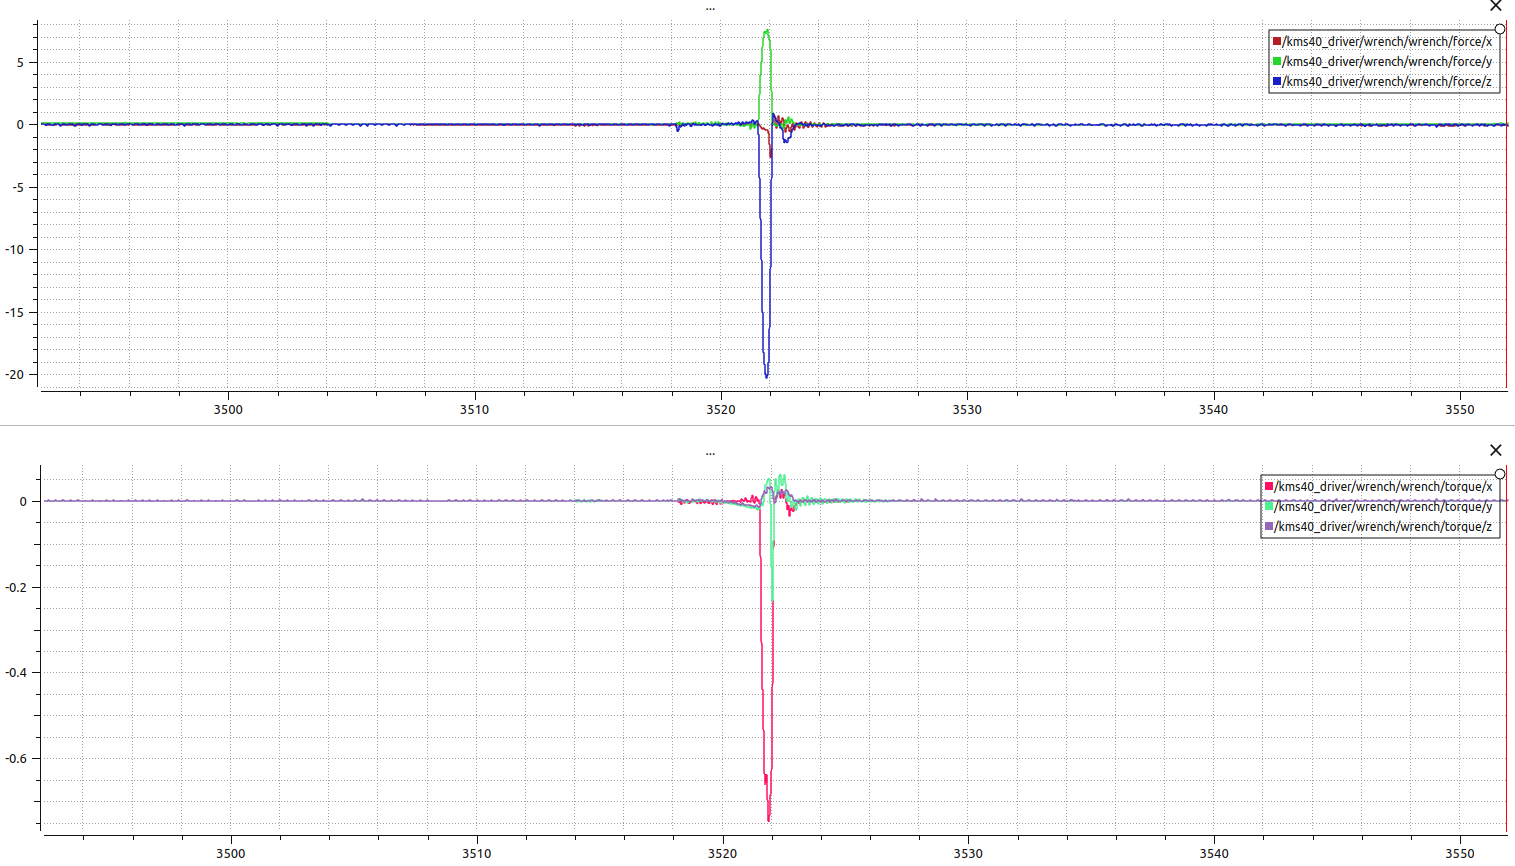 ...
/kms40_driver/wrench/wrench/force/x
/kms40_driver/wrench/wrench/force/y
/kms40_driver/wrench/wrench/force/z
5
0
-5
-10
-15
-20
3500 3510 3520 3530 3540 3550
...
/kms40_driver/wrench/wrench/torque/x
/kms40_driver/wrench/wrench/torque/y
/kms40_driver/wrench/wrench/torque/z
0
-0.2
-0.4
-0.6
3500 3510 3520 3530 3540 3550